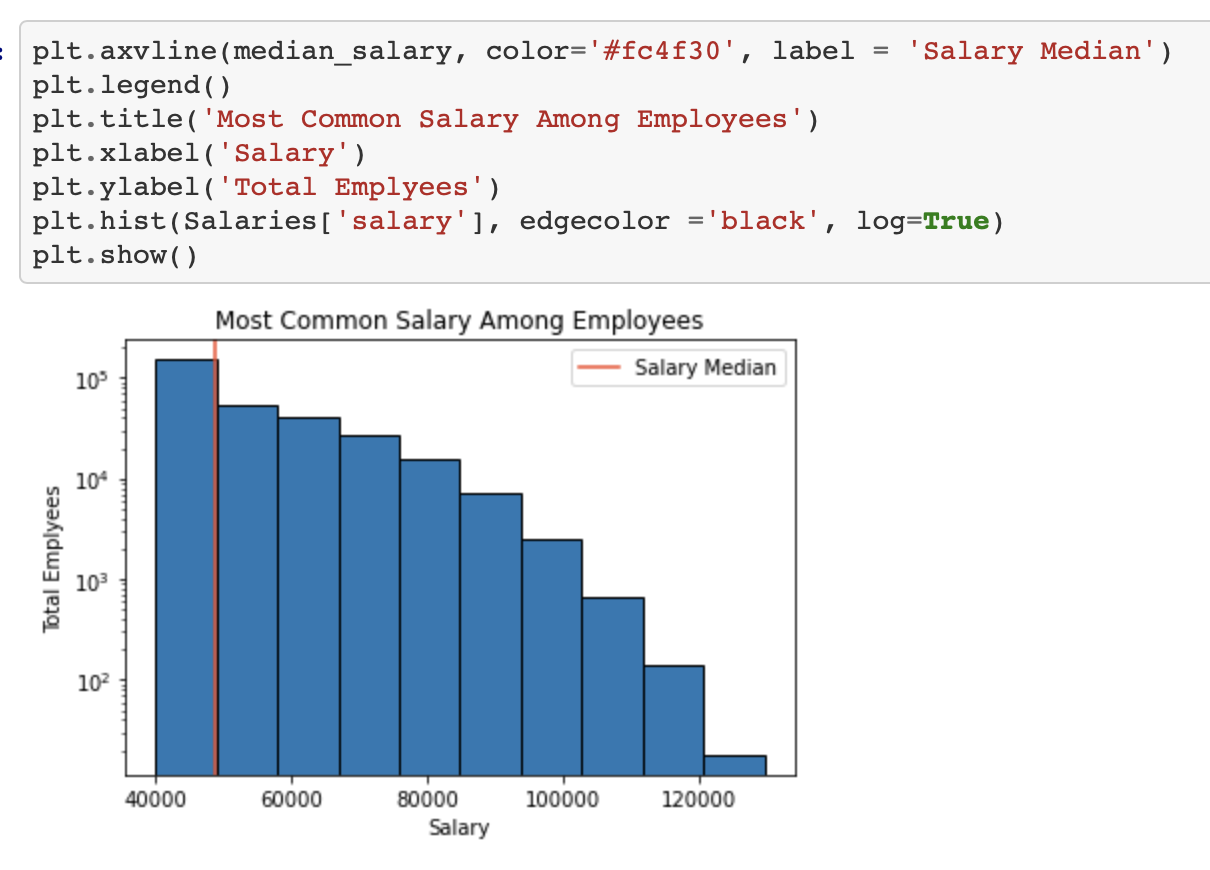 :
plt.axvline(median_salary, color='#fc4f30', label = 'Salary Median')
plt.legend()
plt.title('Most Common Salary Among Employees')
plt.xlabel('Salary')
plt.ylabel('Total Emplyees')
plt.hist(Salaries['salary'], edgecolor ='black', log=True)
plt.show()
Most Common Salary Among Employees
Salary Median
10⁵
10⁴
10³
10²
Total Emplyees
40000 60000 80000 100000 120000
Salary